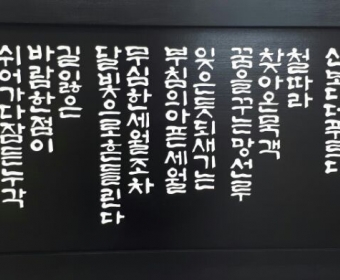 철따라
찾아온묵객
꿈을꾸는망선루
잊은듯되새기는
부침의아픈세월
무심한세월조차
달빛으로흔들린다
길잃은
바람한점이
쉬어가다잠든누각